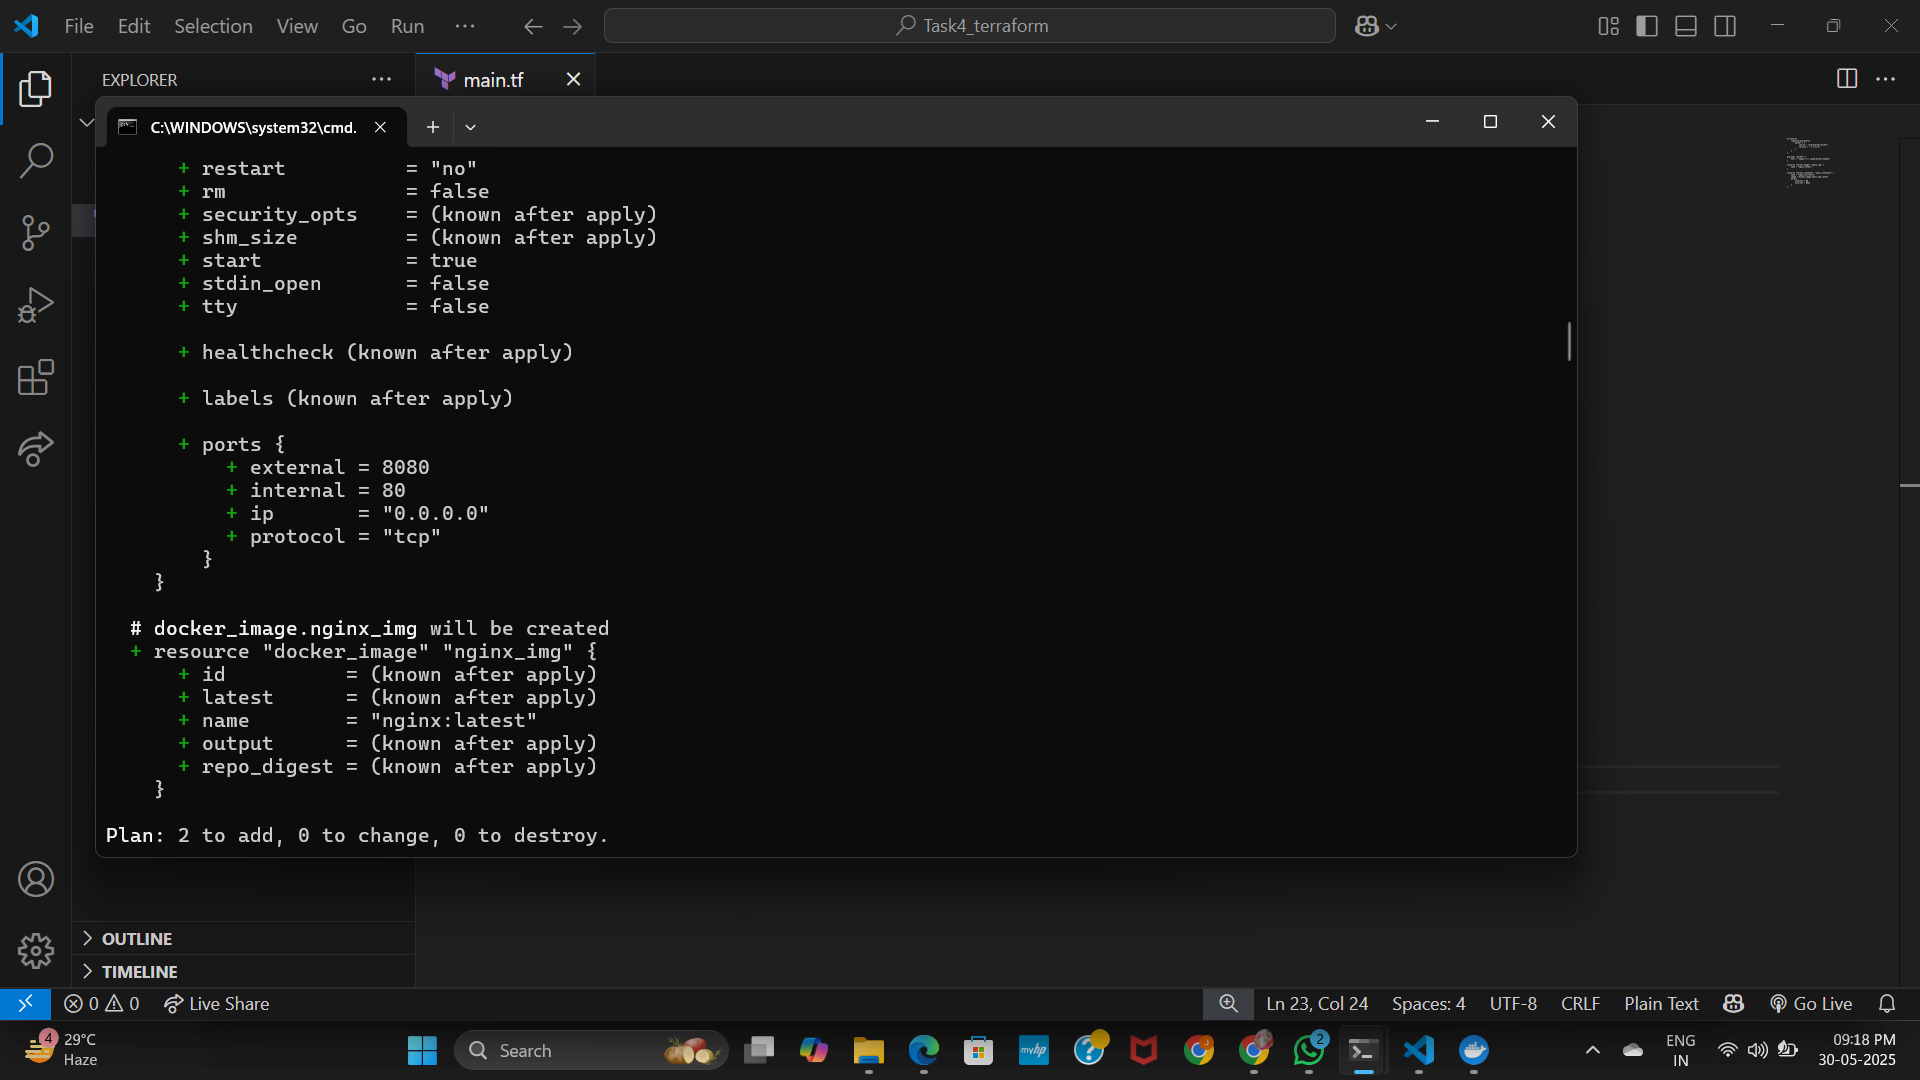 File Edit Selection View Go Run ...
Task4_terraform
EXPLORER ...
main.tf
C:\WINDOWS\system32\cmd.
+ restart          = "no"
+ rm               = false
+ security_opts    = (known after apply)
+ shm_size         = (known after apply)
+ start            = true
+ stdin_open       = false
+ tty              = false
+ healthcheck (known after apply)
+ labels (known after apply)
+ ports {
+ external = 8080
+ internal = 80
+ ip       = "0.0.0.0"
+ protocol = "tcp"
}
}
# docker_image.nginx_img will be created
+ resource "docker_image" "nginx_img" {
+ id          = (known after apply)
+ latest      = (known after apply)
+ name        = "nginx:latest"
+ output      = (known after apply)
+ repo_digest = (known after apply)
}
Plan: 2 to add, 0 to change, 0 to destroy.
OUTLINE
TIMELINE
0 0 Live Share Ln 23, Col 24 Spaces: 4 UTF-8 CRLF Plain Text Go Live
4 29°C
Haze
Search
myhp
2
ENG
IN
09:18 PM
30-05-2025